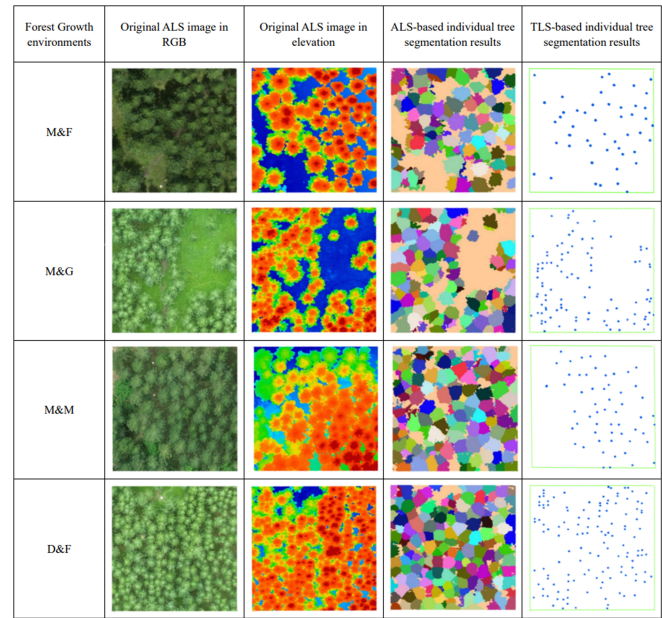 Forest Growth
environments
Original ALS image in
RGB
Original ALS image in
elevation
ALS-based individual tree
segmentation results
TLS-based individual tree
segmentation results
M&F
M&G
M&M
D&F